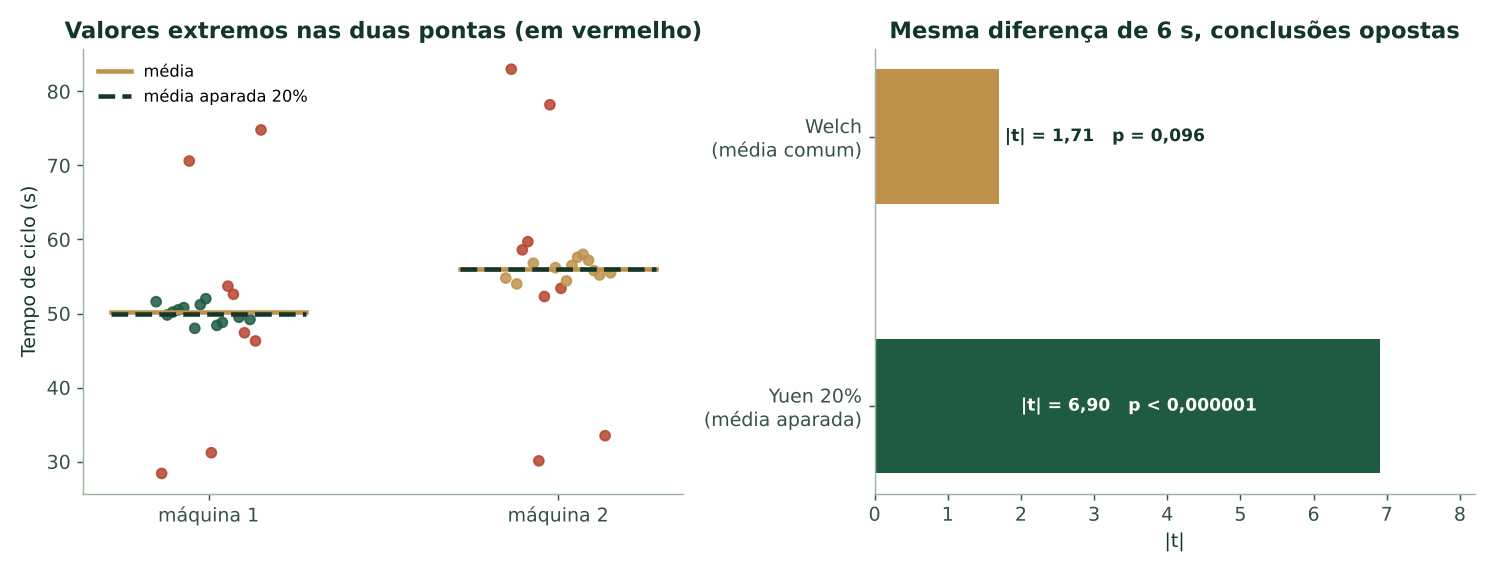 Valores extremos nas duas pontas (em vermelho)
média
média aparada 20%
Tempo de ciclo (s)
80
70
60
50
40
30
máquina 1
máquina 2
Mesma diferença de 6 s, conclusões opostas
Welch
(média comum)
|t| = 1,71 p = 0,096
Yuen 20%
(média aparada)
|t| = 6,90 p < 0,000001
0
1
2
3
4
5
6
7
8
|t|